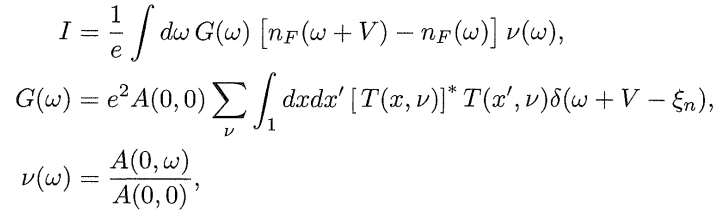 I = \frac{1}{e} \int d\omega \, G(\omega) \left[ n_F(\omega + V) - n_F(\omega) \right] \nu(\omega),
G(\omega) = e^2 A(0,0) \sum_{\nu} \int_1 dx dx' \left[ T(x,\nu) \right]^* T(x',\nu) \delta(\omega + V - \xi_n),
\nu(\omega) = \frac{A(0,\omega)}{A(0,0)},